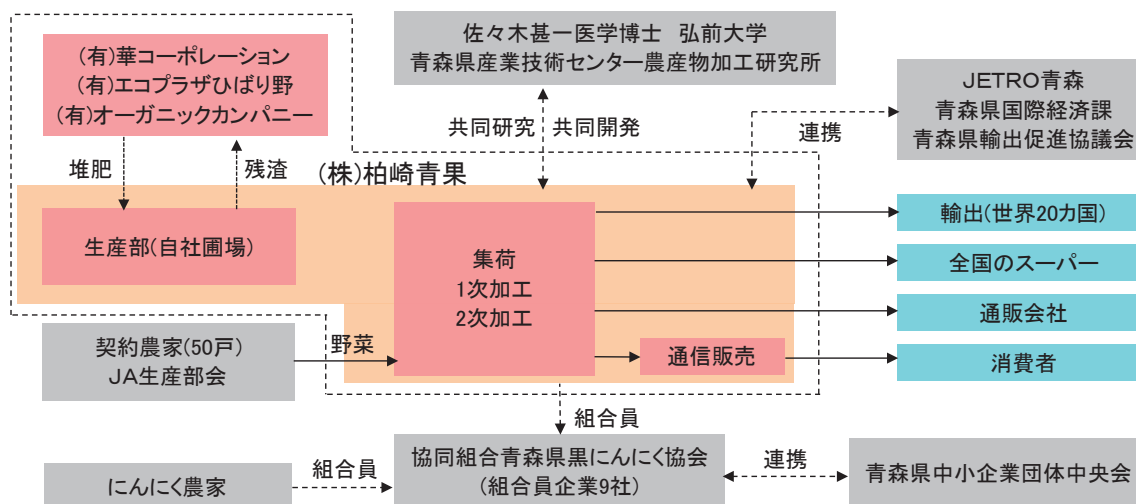 佐々木甚一医学博士 弘前大学
青森県産業技術センター農産物加工研究所
(有)華コーポレーション
(有)エコプラザひばり野
(有)オーガニックカンパニー
JETRO青森
青森県国際経済課
青森県輸出促進協議会
共同研究
共同開発
連携
堆肥
残渣
(株)柏崎青果
生産部(自社圃場)
集荷
1次加工
2次加工
輸出(世界20カ国)
全国のスーパー
通販会社
消費者
契約農家(50戸)
JA生産部会
野菜
通信販売
組合員
にんにく農家
組合員
協同組合青森県黒にんにく協会
(組合員企業9社)
連携
青森県中小企業団体中央会